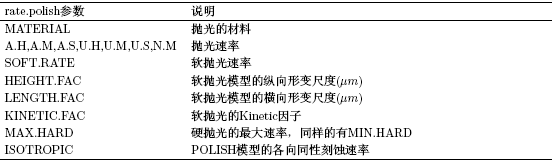 rate.polish参数 说明
MATERIAL 抛光的材料
A.H,A.M,A.S,U.H,U.M,U.S,N.M 抛光速率
SOFT.RATE 软抛光速率
HEIGHT.FAC 软抛光模型的纵向形变尺度(μm)
LENGTH.FAC 软抛光模型的横向形变尺度(μm)
KINETIC.FAC 软抛光的Kinetic因子
MAX.HARD 硬抛光的最大速率，同样的有MIN.HARD
ISOTROPIC POLISH模型的各向同性刻蚀速率